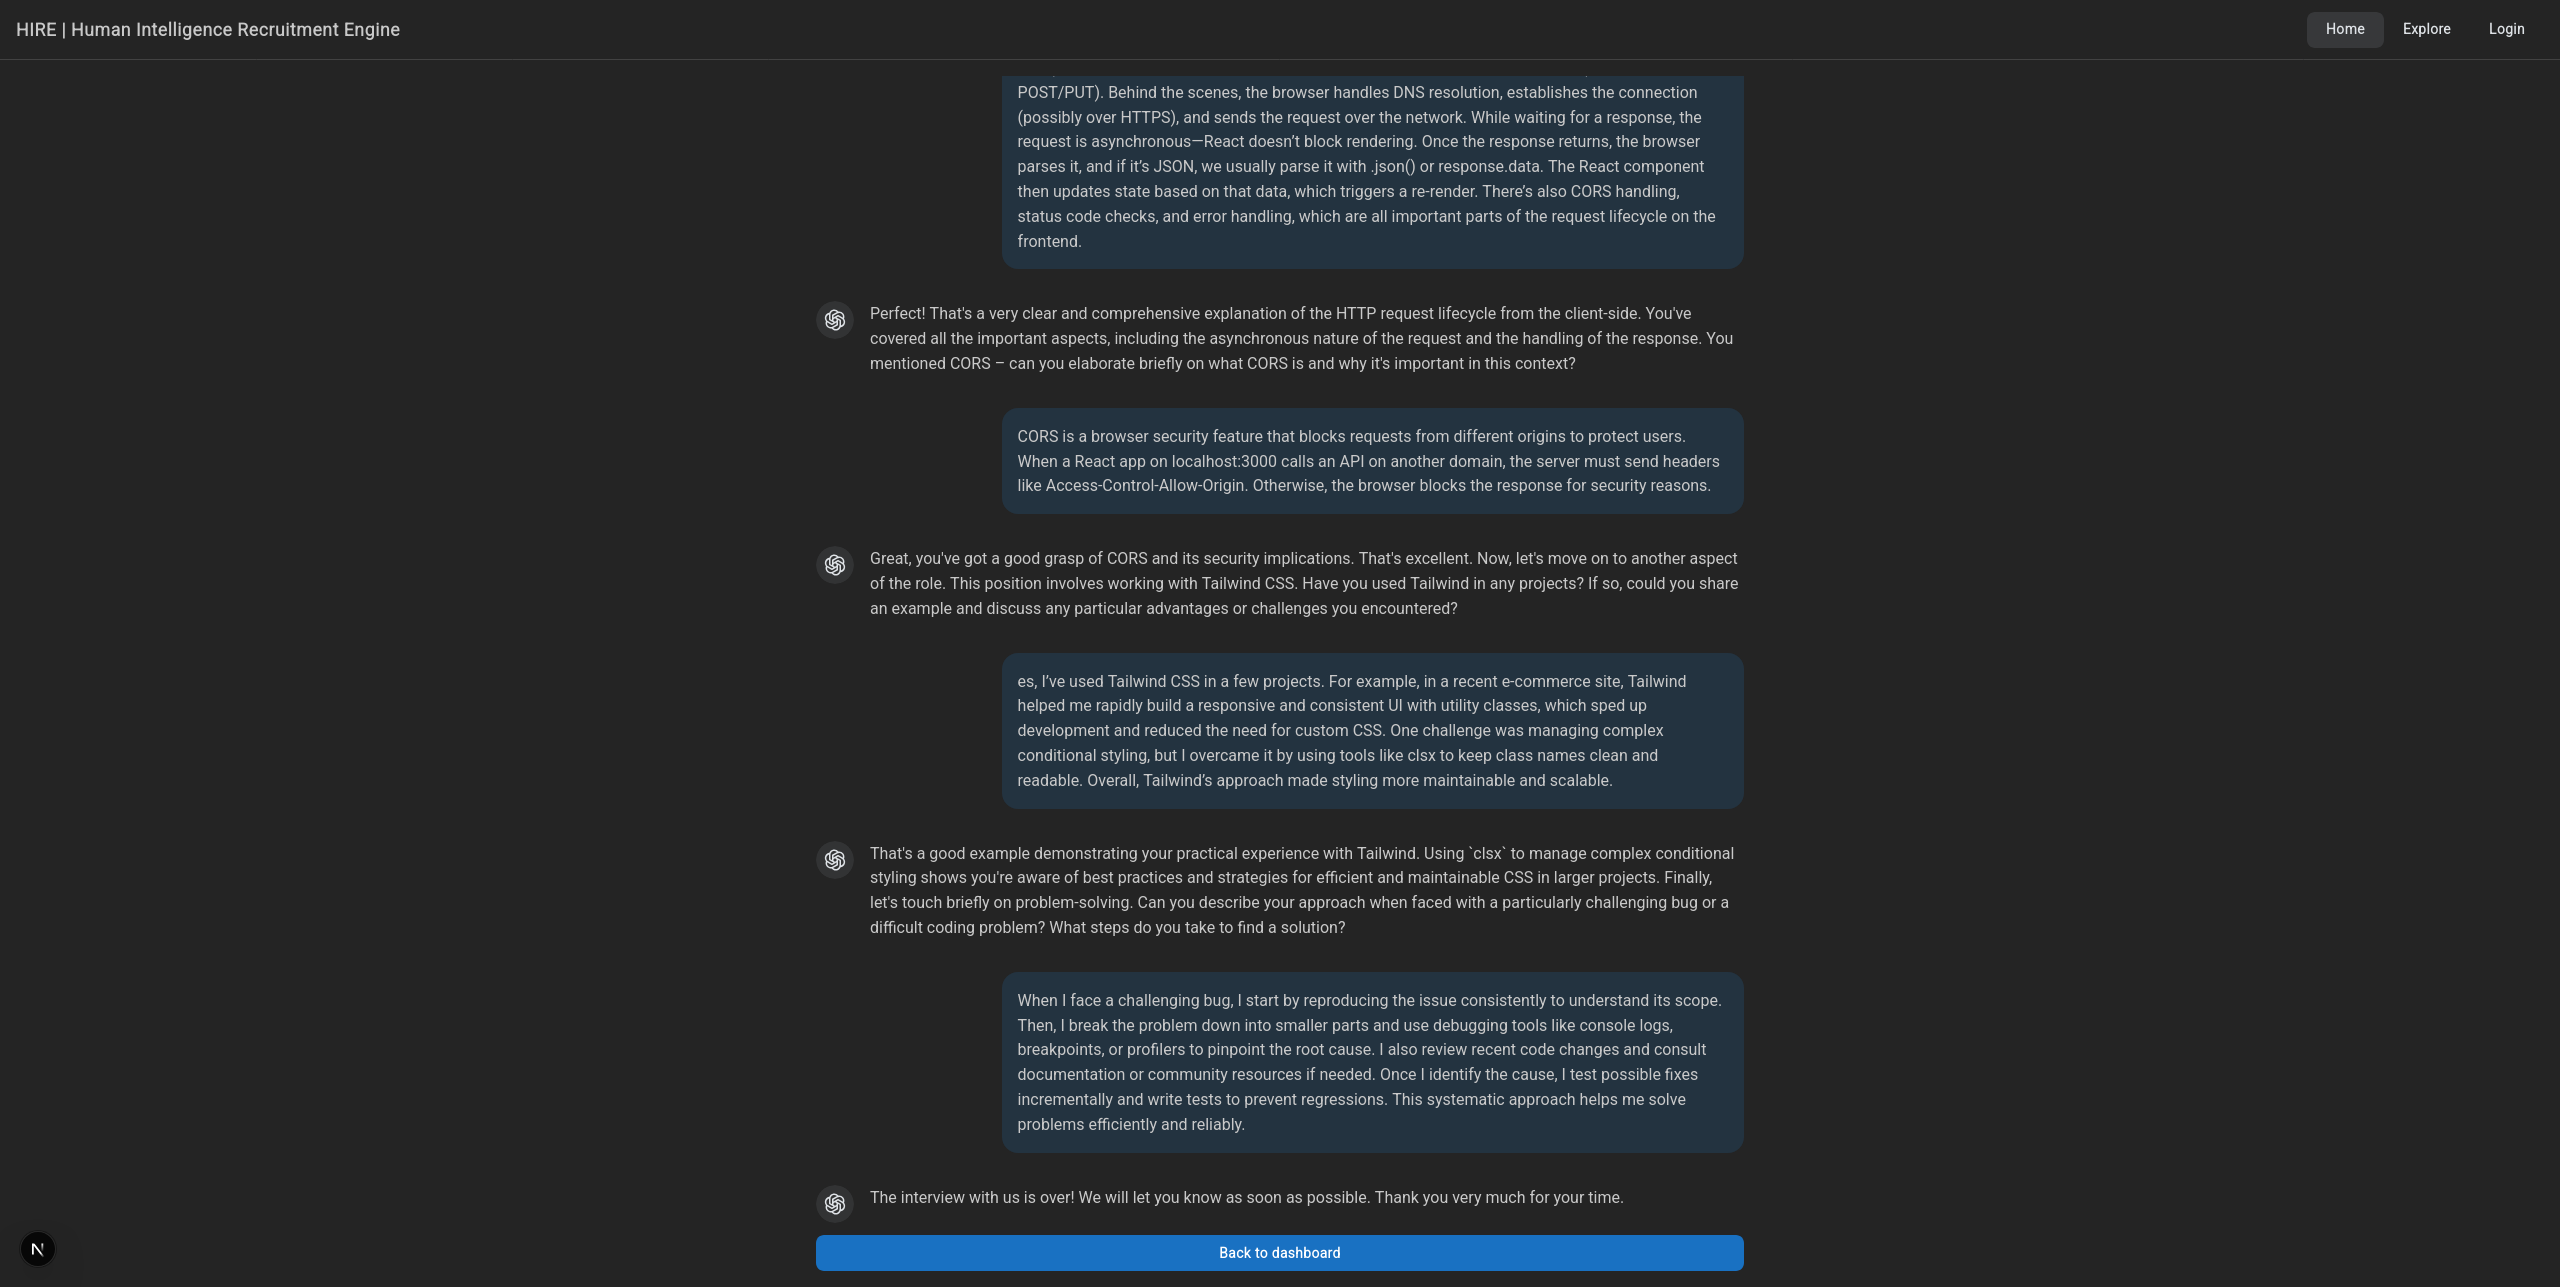 HIRE | Human Intelligence Recruitment Engine
Home
Explore
Login
POST/PUT). Behind the scenes, the browser handles DNS resolution, establishes the connection
(possibly over HTTPS), and sends the request over the network. While waiting for a response, the
request is asynchronous—React doesn’t block rendering. Once the response returns, the browser
parses it, and if it’s JSON, we usually parse it with .json() or response.data. The React component
then updates state based on that data, which triggers a re-render. There’s also CORS handling,
status code checks, and error handling, which are all important parts of the request lifecycle on the
frontend.
Perfect! That's a very clear and comprehensive explanation of the HTTP request lifecycle from the client-side. You've
covered all the important aspects, including the asynchronous nature of the request and the handling of the response. You
mentioned CORS – can you elaborate briefly on what CORS is and why it's important in this context?
CORS is a browser security feature that blocks requests from different origins to protect users.
When a React app on localhost:3000 calls an API on another domain, the server must send headers
like Access-Control-Allow-Origin. Otherwise, the browser blocks the response for security reasons.
Great, you've got a good grasp of CORS and its security implications. That's excellent. Now, let's move on to another aspect
of the role. This position involves working with Tailwind CSS. Have you used Tailwind in any projects? If so, could you share
an example and discuss any particular advantages or challenges you encountered?
es, I’ve used Tailwind CSS in a few projects. For example, in a recent e-commerce site, Tailwind
helped me rapidly build a responsive and consistent UI with utility classes, which sped up
development and reduced the need for custom CSS. One challenge was managing complex
conditional styling, but I overcame it by using tools like clsx to keep class names clean and
readable. Overall, Tailwind’s approach made styling more maintainable and scalable.
That's a good example demonstrating your practical experience with Tailwind. Using `clsx` to manage complex conditional
styling shows you're aware of best practices and strategies for efficient and maintainable CSS in larger projects. Finally,
let's touch briefly on problem-solving. Can you describe your approach when faced with a particularly challenging bug or a
difficult coding problem? What steps do you take to find a solution?
When I face a challenging bug, I start by reproducing the issue consistently to understand its scope.
Then, I break the problem down into smaller parts and use debugging tools like console logs,
breakpoints, or profilers to pinpoint the root cause. I also review recent code changes and consult
documentation or community resources if needed. Once I identify the cause, I test possible fixes
incrementally and write tests to prevent regressions. This systematic approach helps me solve
problems efficiently and reliably.
The interview with us is over! We will let you know as soon as possible. Thank you very much for your time.
N
Back to dashboard